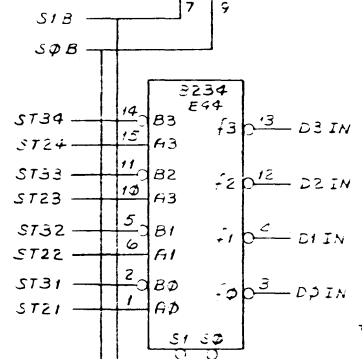 7 9
S1B
SØB
8234
E44
ST34 14 B3 f3 13 D3 IN
ST24 15 A3
ST33 11 B2 f2 12 D2 IN
ST23 10 A3
ST32 5 B1 f1 4 D1 IN
ST22 6 A1
ST31 2 BØ fØ 3 DØ IN
ST21 1 AØ
S1 SØ